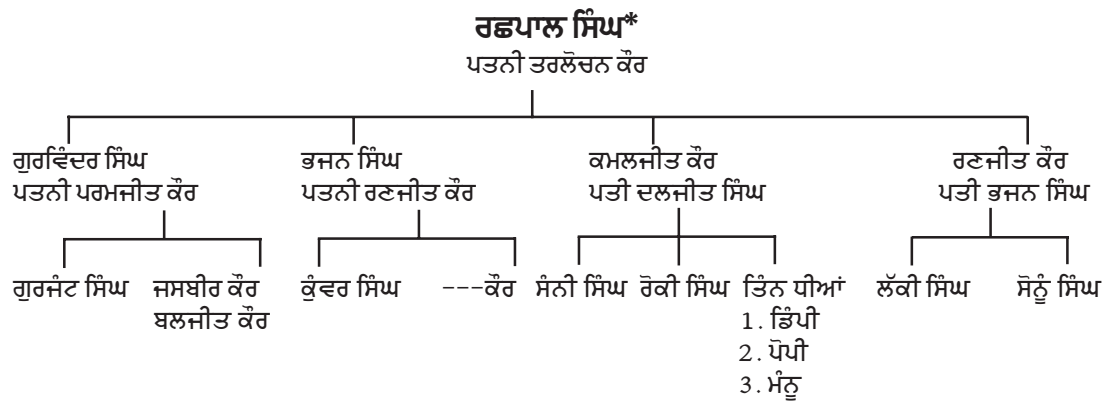 ਰਛਪਾਲ ਸਿੰਘ*
ਪਤਨੀ ਤਰਲੋਚਨ ਕੌਰ
ਗੁਰਵਿੰਦਰ ਸਿੰਘ ਭਜਨ ਸਿੰਘ ਕਮਲਜੀਤ ਕੌਰ ਰਣਜੀਤ ਕੌਰ
ਪਤਨੀ ਪਰਮਜੀਤ ਕੌਰ ਪਤਨੀ ਰਣਜੀਤ ਕੌਰ ਪਤੀ ਦਲਜੀਤ ਸਿੰਘ ਪਤੀ ਭਜਨ ਸਿੰਘ
ਗੁਰਜੰਟ ਸਿੰਘ ਜਸਬੀਰ ਕੌਰ ਕੁੰਵਰ ਸਿੰਘ ---ਕੌਰ ਸੰਨੀ ਸਿੰਘ ਰੋਕੀ ਸਿੰਘ ਤਿੰਨ ਧੀਆਂ ਲੱਕੀ ਸਿੰਘ ਸੋਨੂੰ ਸਿੰਘ
ਬਲਜੀਤ ਕੌਰ 1. ਡਿੰਪੀ
2. ਪੋਪੀ
3. ਮੰਨੂ